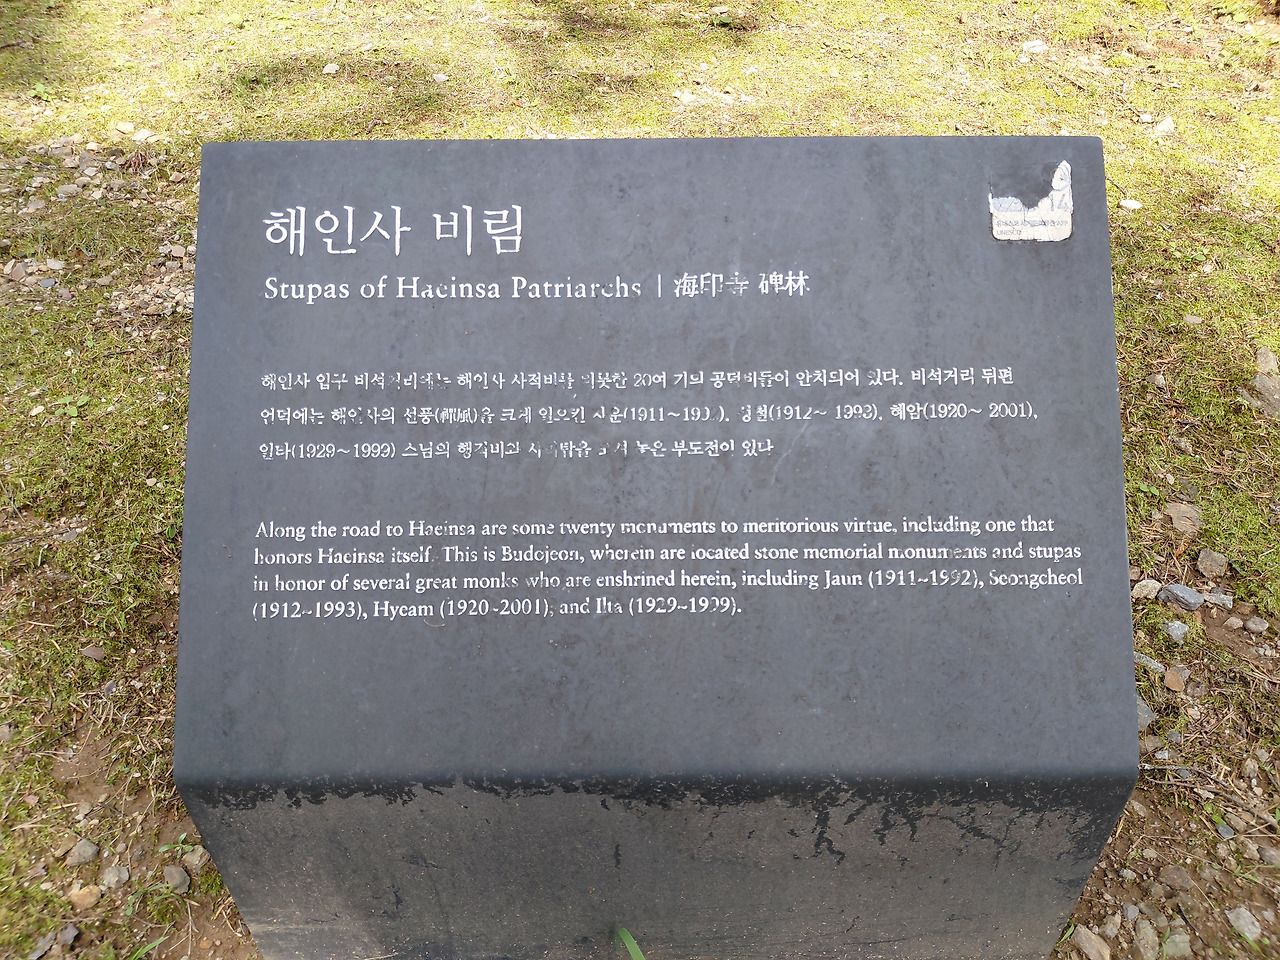 해인사 비림
Stupas of Haeinsa Patriarchs | 海印寺 碑林
14
UNESCO
해인사 입구 비석거리에는 해인사 사적비를 비롯한 20여 기의 공덕비들이 안치되어 있다. 비석거리 뒤편
언덕에는 해인사의 선풍(禪風)을 크게 일으킨 자운(1911~1992), 성철(1912~ 1993), 혜암(1920~ 2001),
일타(1929~1999) 스님의 행적비와 사리탑을 모셔 놓은 부도전이 있다
Along the road to Haeinsa are some twenty monuments to meritorious virtue, including one that
honors Haeinsa itself. This is Budojeon, wherein are located stone memorial monuments and stupas
in honor of several great monks who are enshrined herein, including Jaun (1911~1992), Seongcheol
(1912~1993), Hyeam (1920~2001), and Ilta (1929~1999).